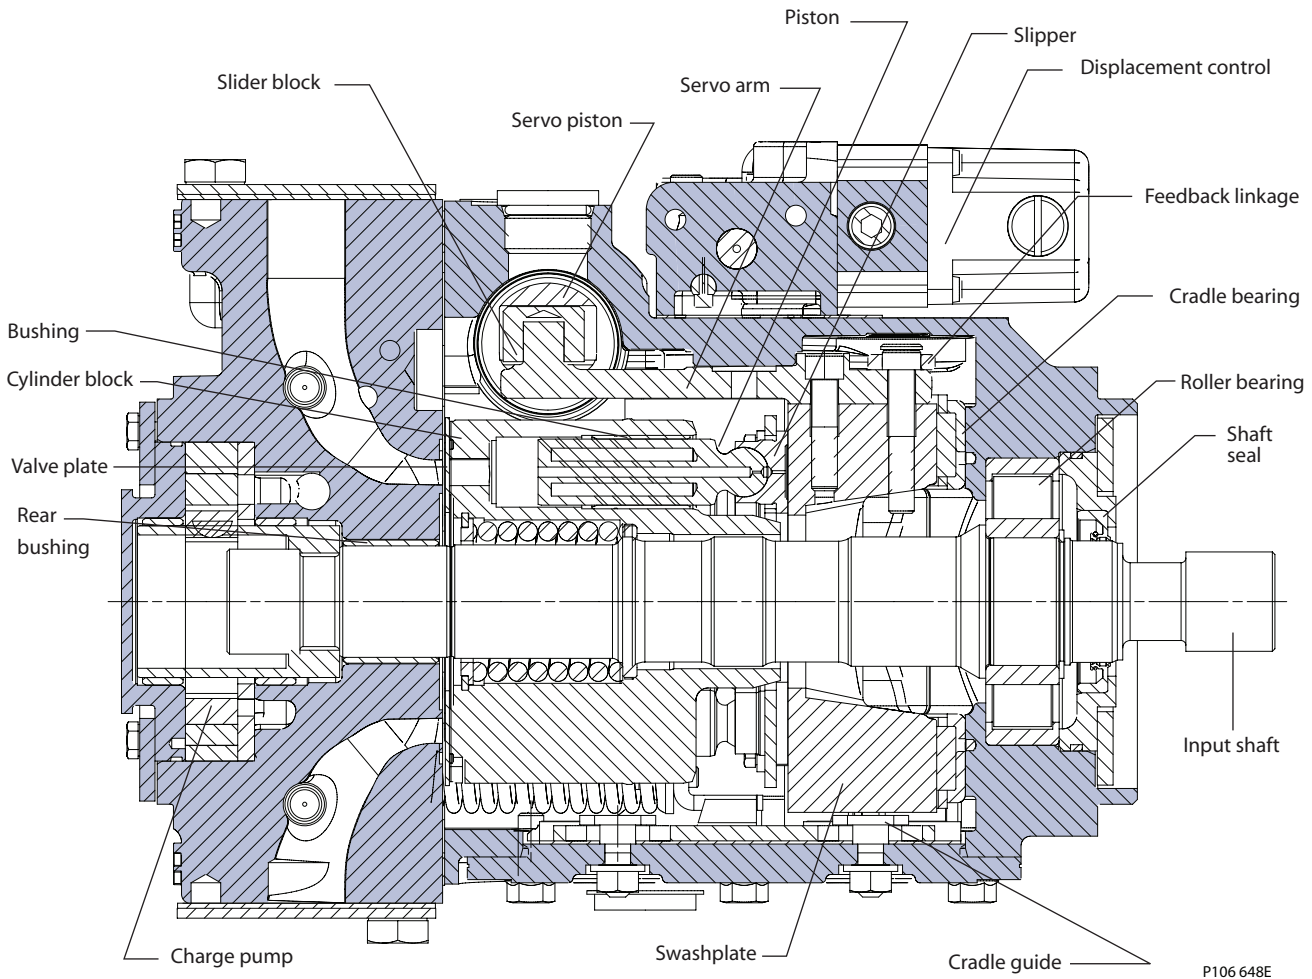 Piston
Slipper
Displacement control
Slider block
Servo arm
Servo piston
Feedback linkage
Cradle bearing
Bushing
Cylinder block
Roller bearing
Shaft
seal
Valve plate
Rear
bushing
Input shaft
Charge pump
Swashplate
Cradle guide
P106 648E